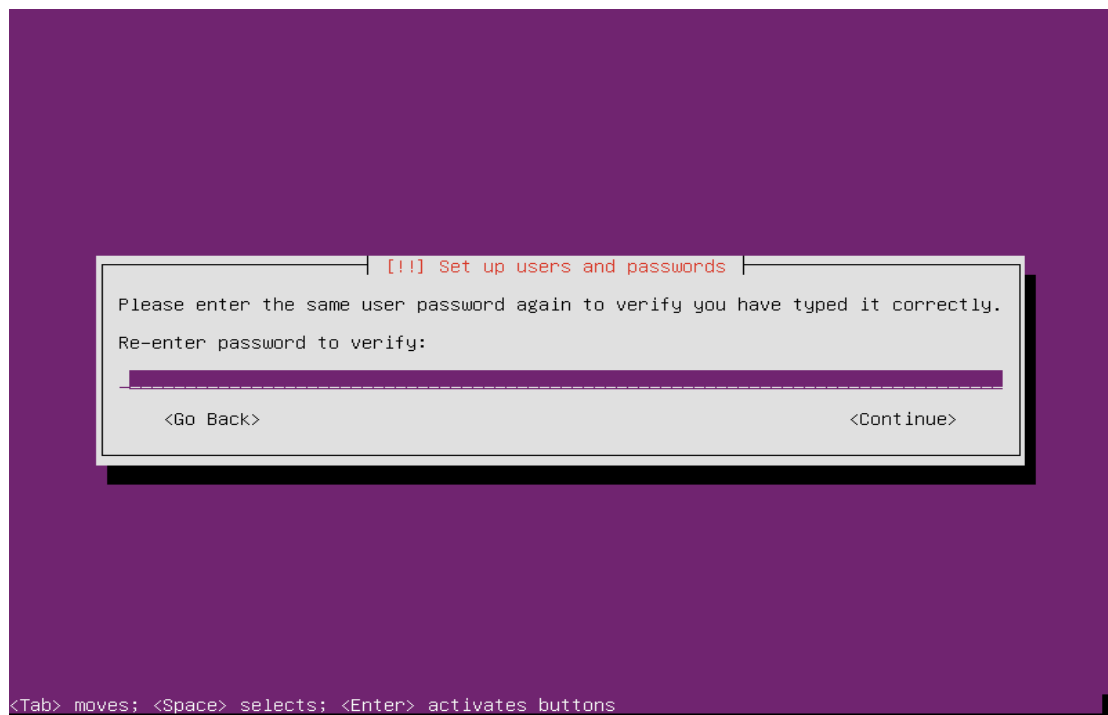 [!!] Set up users and passwords
Please enter the same user password again to verify you have typed it correctly.
Re-enter password to verify:
<Go Back> <Continue>
<Tab> moves; <Space> selects; <Enter> activates buttons